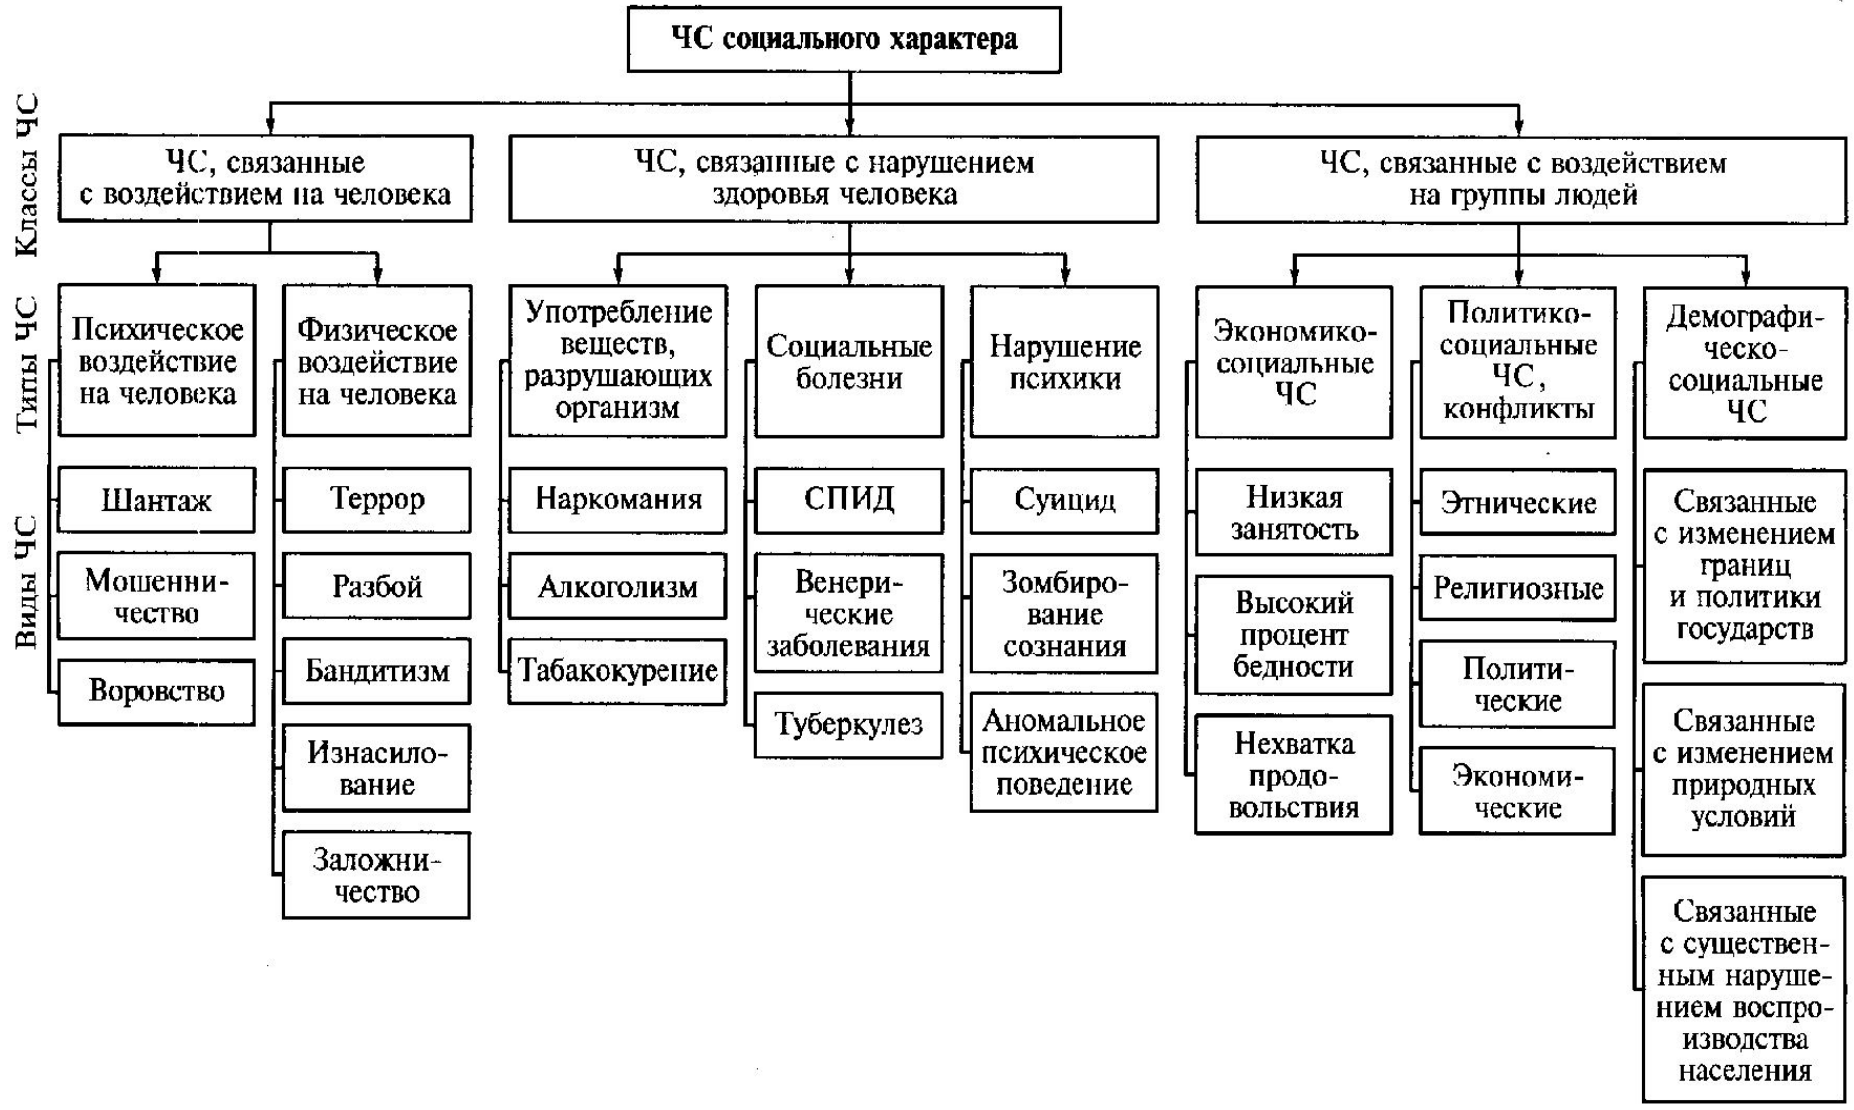 ЧС социального характера
Классы ЧС
ЧС, связанные
с воздействием на человека
ЧС, связанные с нарушением
здоровья человека
ЧС, связанные с воздействием
на группы людей
Типы ЧС
Психическое
воздействие
на человека
Физическое
воздействие
на человека
Употребление
веществ,
разрушающих
организм
Социальные
болезни
Нарушение
психики
Экономико-
социальные
ЧС
Политико-
социальные
ЧС,
конфликты
Демографи-
ческо-
социальные
ЧС
Виды ЧС
Шантаж
Мошенни-
чество
Воровство
Террор
Разбой
Бандитизм
Изнасило-
вание
Заложни-
чество
Наркомания
Алкоголизм
Табакокурение
СПИД
Венери-
ческие
заболевания
Туберкулез
Суицид
Зомбиро-
вание
сознания
Аномальное
психическое
поведение
Низкая
занятость
Высокий
процент
бедности
Нехватка
продо-
вольствия
Этнические
Религиозные
Полити-
ческие
Экономи-
ческие
Связанные
с изменением
границ
и политики
государств
Связанные
с изменением
природных
условий
Связанные
с существен-
ным наруше-
нием воспро-
изводства
населения